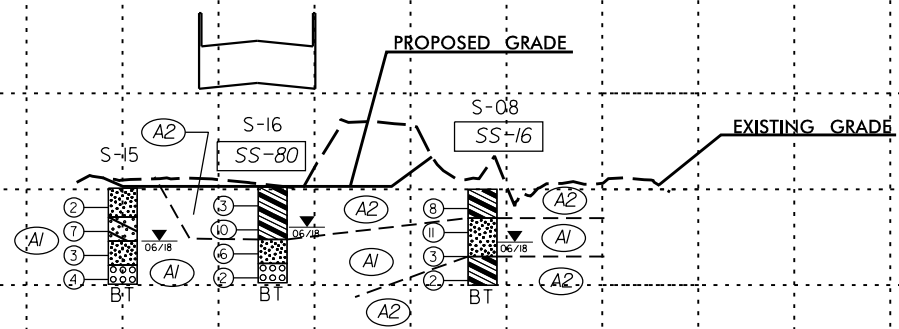 PROPOSED GRADE
S-08
SS-16
EXISTING GRADE
S-16
SS-80
A2
S-15
2
7
3
4
A1
06/18
A1
BT
3
10
6
2
06/18
BT
A2
A1
A2
8
11
3
2
06/18
BT
A2
A1
A2